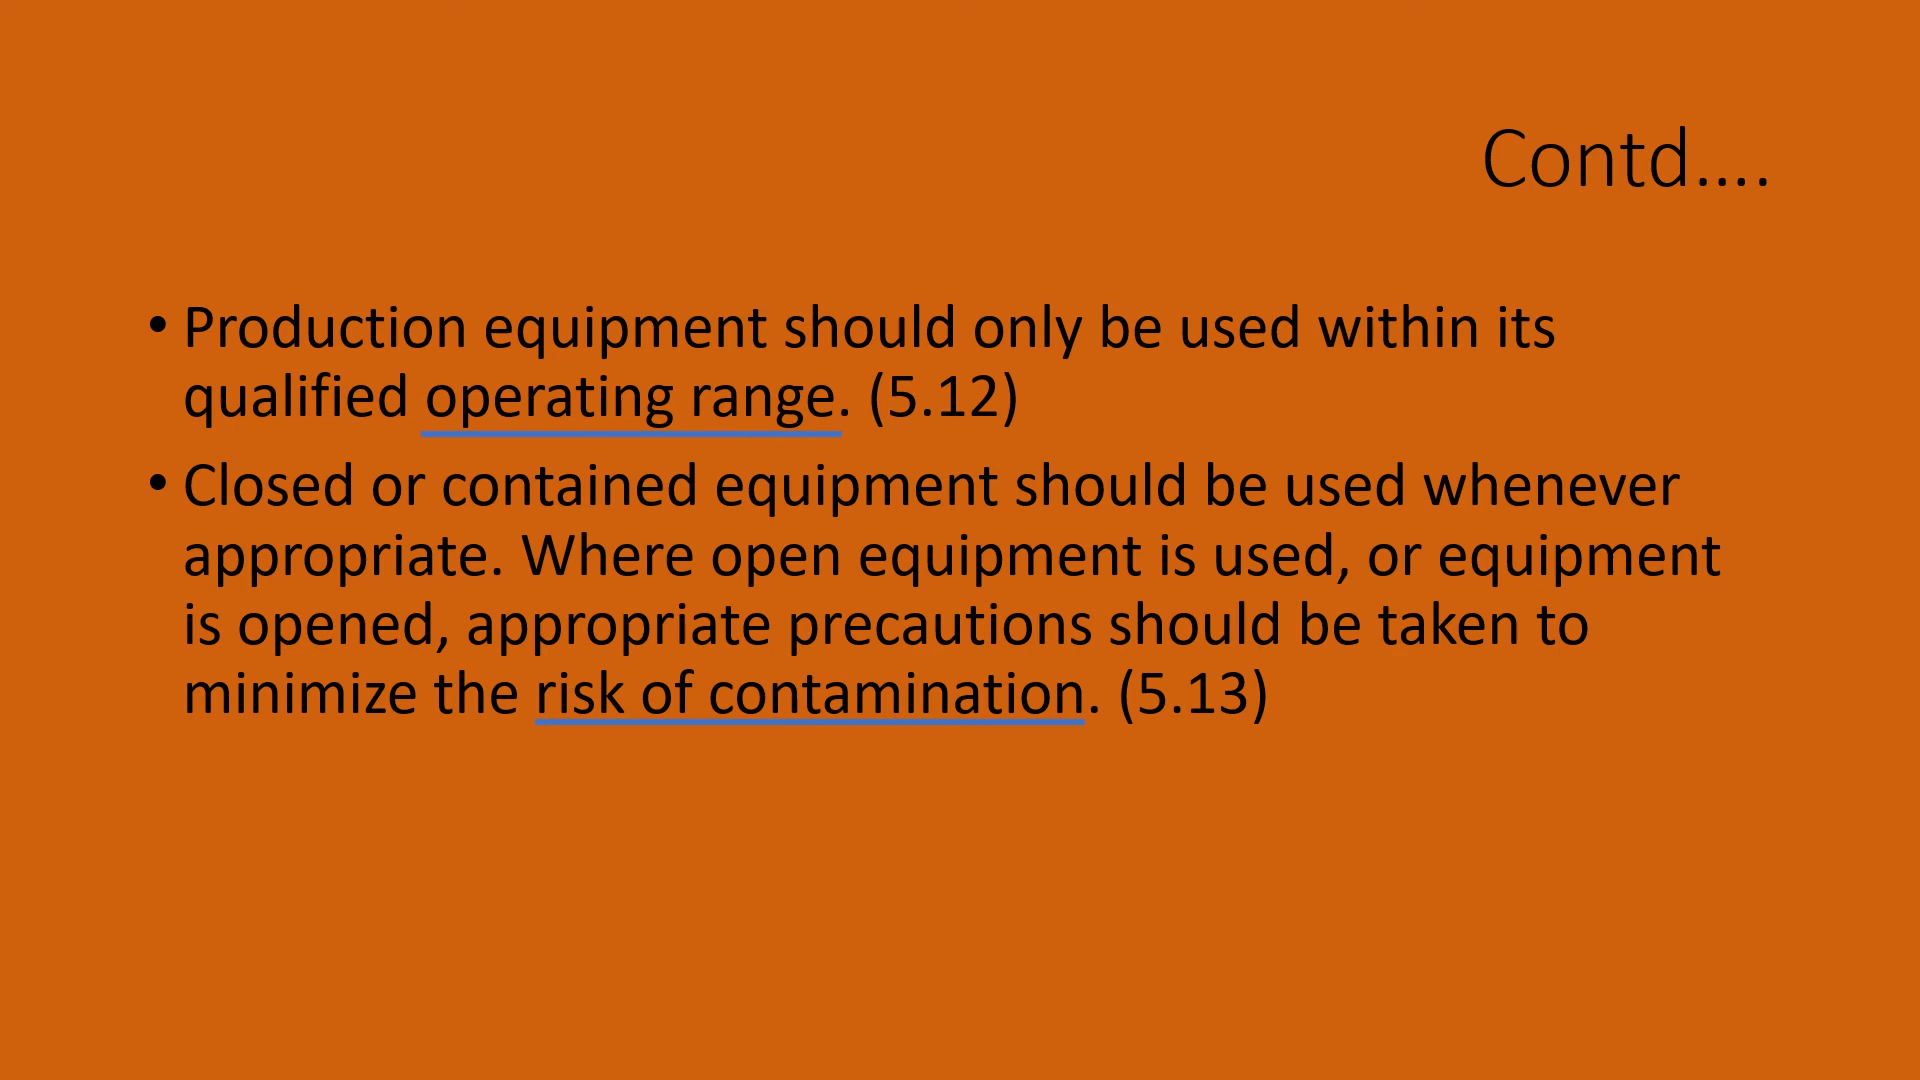 Contd....
• Production equipment should only be used within its
qualified operating range. (5.12)
• Closed or contained equipment should be used whenever
appropriate. Where open equipment is used, or equipment
is opened, appropriate precautions should be taken to
minimize the risk of contamination. (5.13)